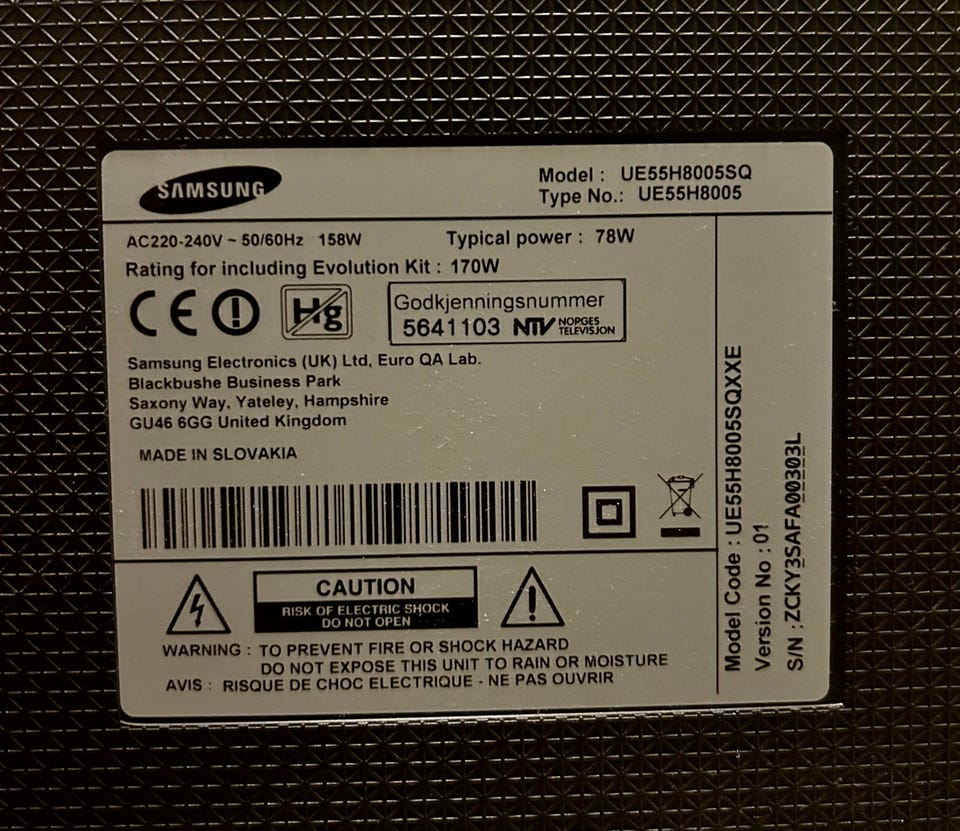 SAMSUNG
Model : UE55H8005SQ
Type No.: UE55H8005
AC220-240V ~ 50/60Hz 158W Typical power : 78W
Rating for including Evolution Kit : 170W
CE Hg
Godkjenningsnummer
5641103 NTV NORGES
TELEVISJON
Samsung Electronics (UK) Ltd, Euro QA Lab.
Blackbushe Business Park
Saxony Way, Yateley, Hampshire
GU46 6GG United Kingdom
MADE IN SLOVAKIA
CAUTION
RISK OF ELECTRIC SHOCK
DO NOT OPEN
WARNING : TO PREVENT FIRE OR SHOCK HAZARD
DO NOT EXPOSE THIS UNIT TO RAIN OR MOISTURE
AVIS : RISQUE DE CHOC ELECTRIQUE - NE PAS OUVRIR
Model Code : UE55H8005SQXXE
Version No : 01
S/N : ZCKY3SAFA00303L